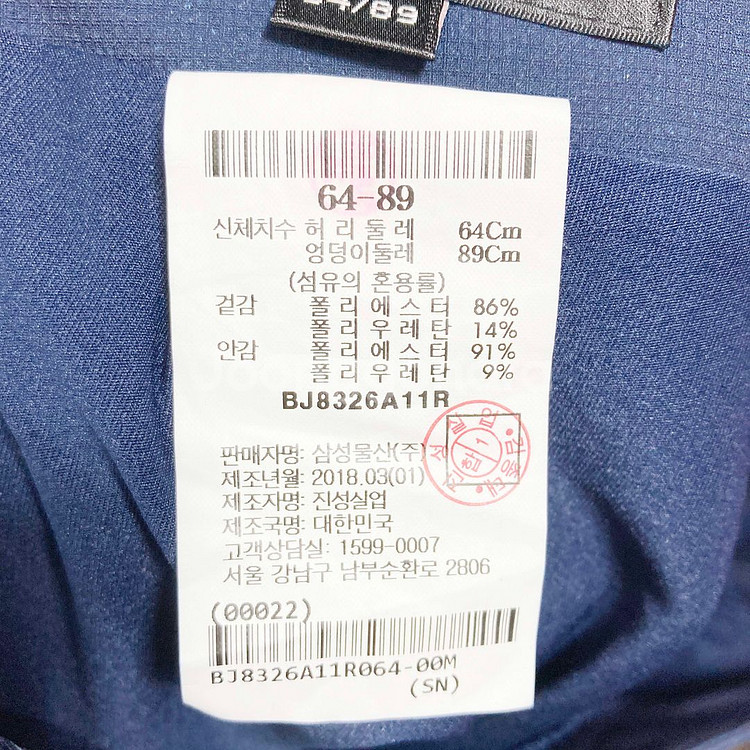 64/89
64-89
신체치수 허 리 둘 레 64Cm
엉덩이둘레 89Cm
(섬유의 혼용률)
겉감 폴 리 에 스 터 86%
폴 리 우 레 탄 14%
안감 폴 리 에 스 터 91%
폴 리 우 레 탄 9%
BJ8326A11R
판매자명: 삼성물산(주)
제조년월: 2018.03(01)
제조자명: 진성실업
제조국명: 대한민국
고객상담실: 1599-0007
서울 강남구 남부순환로 2806
(00022)
BJ8326A11R064-00M
(SN)